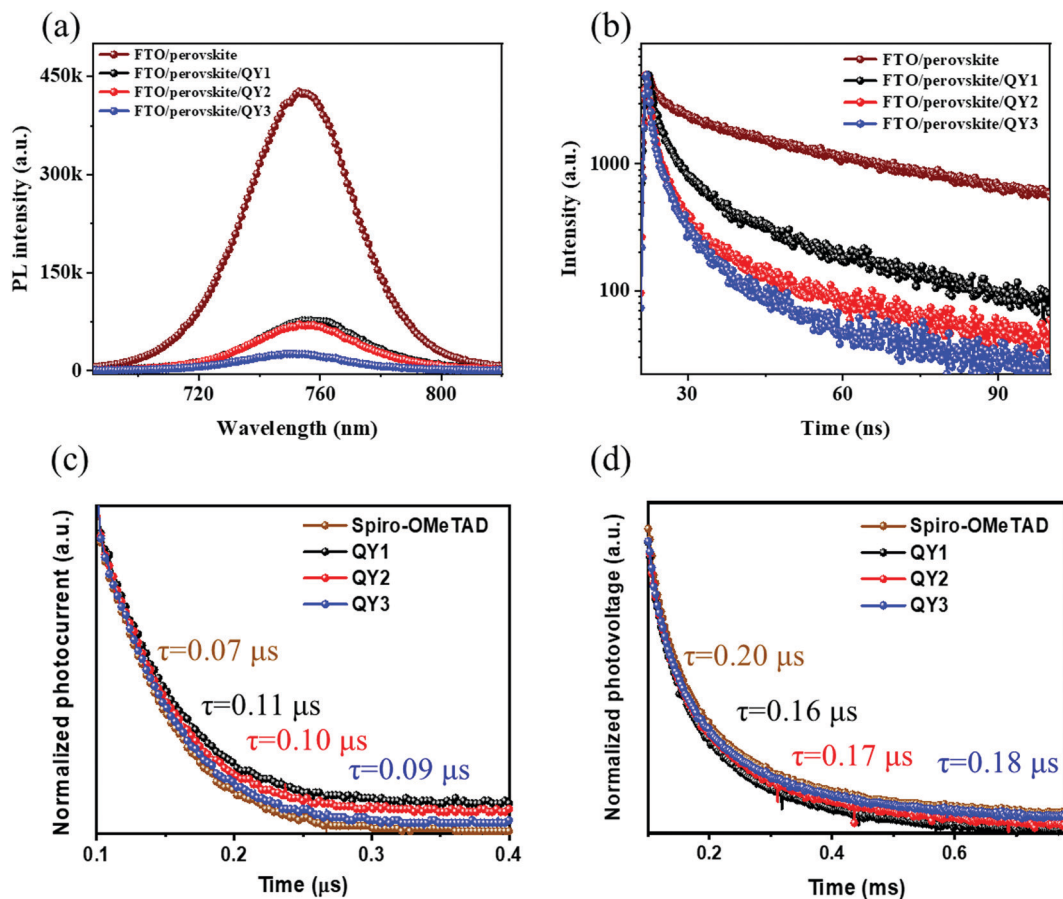 (a)
FTO/perovskite
FTO/perovskite/QY1
FTO/perovskite/QY2
FTO/perovskite/QY3
PL intensity (a.u.)
450k
300k
150k
0
720
760
800
Wavelength (nm)
(b)
FTO/perovskite
FTO/perovskite/QY1
FTO/perovskite/QY2
FTO/perovskite/QY3
Intensity (a.u.)
1000
100
30
60
90
Time (ns)
(c)
Spiro-OMeTAD
QY1
QY2
QY3
Normalized photocurrent (a.u.)
τ=0.07 μs
τ=0.11 μs
τ=0.10 μs
τ=0.09 μs
0.1
0.2
0.3
0.4
Time (μs)
(d)
Spiro-OMeTAD
QY1
QY2
QY3
Normalized photovoltage (a.u.)
τ=0.20 μs
τ=0.16 μs
τ=0.17 μs
τ=0.18 μs
0.2
0.4
0.6
Time (ms)